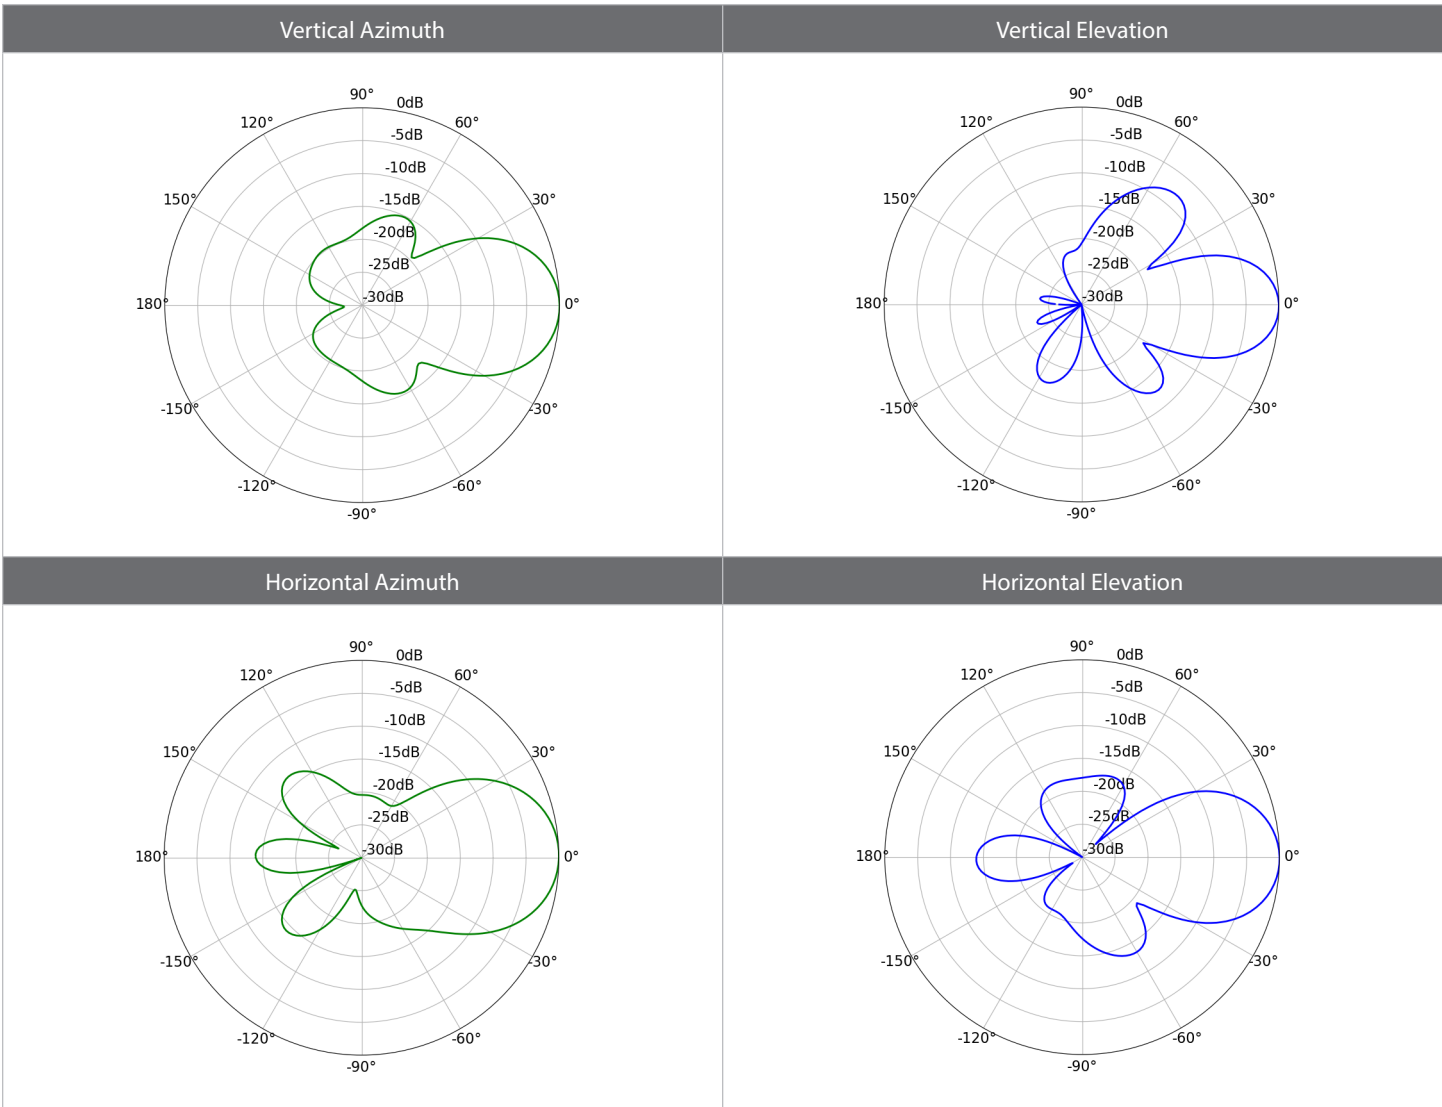 Vertical Azimuth
Vertical Elevation
90°
0dB
120°
60°
-5dB
-10dB
150°
-15dB
30°
-20dB
-25dB
180°
-30dB
0°
-150°
-30°
-120°
-60°
-90°
90°
0dB
120°
60°
-5dB
-10dB
150°
-15dB
30°
-20dB
-25dB
180°
-30dB
0°
-150°
-30°
-120°
-60°
-90°
Horizontal Azimuth
Horizontal Elevation
90°
0dB
120°
60°
-5dB
-10dB
150°
-15dB
30°
-20dB
-25dB
180°
-30dB
0°
-150°
-30°
-120°
-60°
-90°
90°
0dB
120°
60°
-5dB
-10dB
150°
-15dB
30°
-20dB
-25dB
180°
-30dB
0°
-150°
-30°
-120°
-60°
-90°